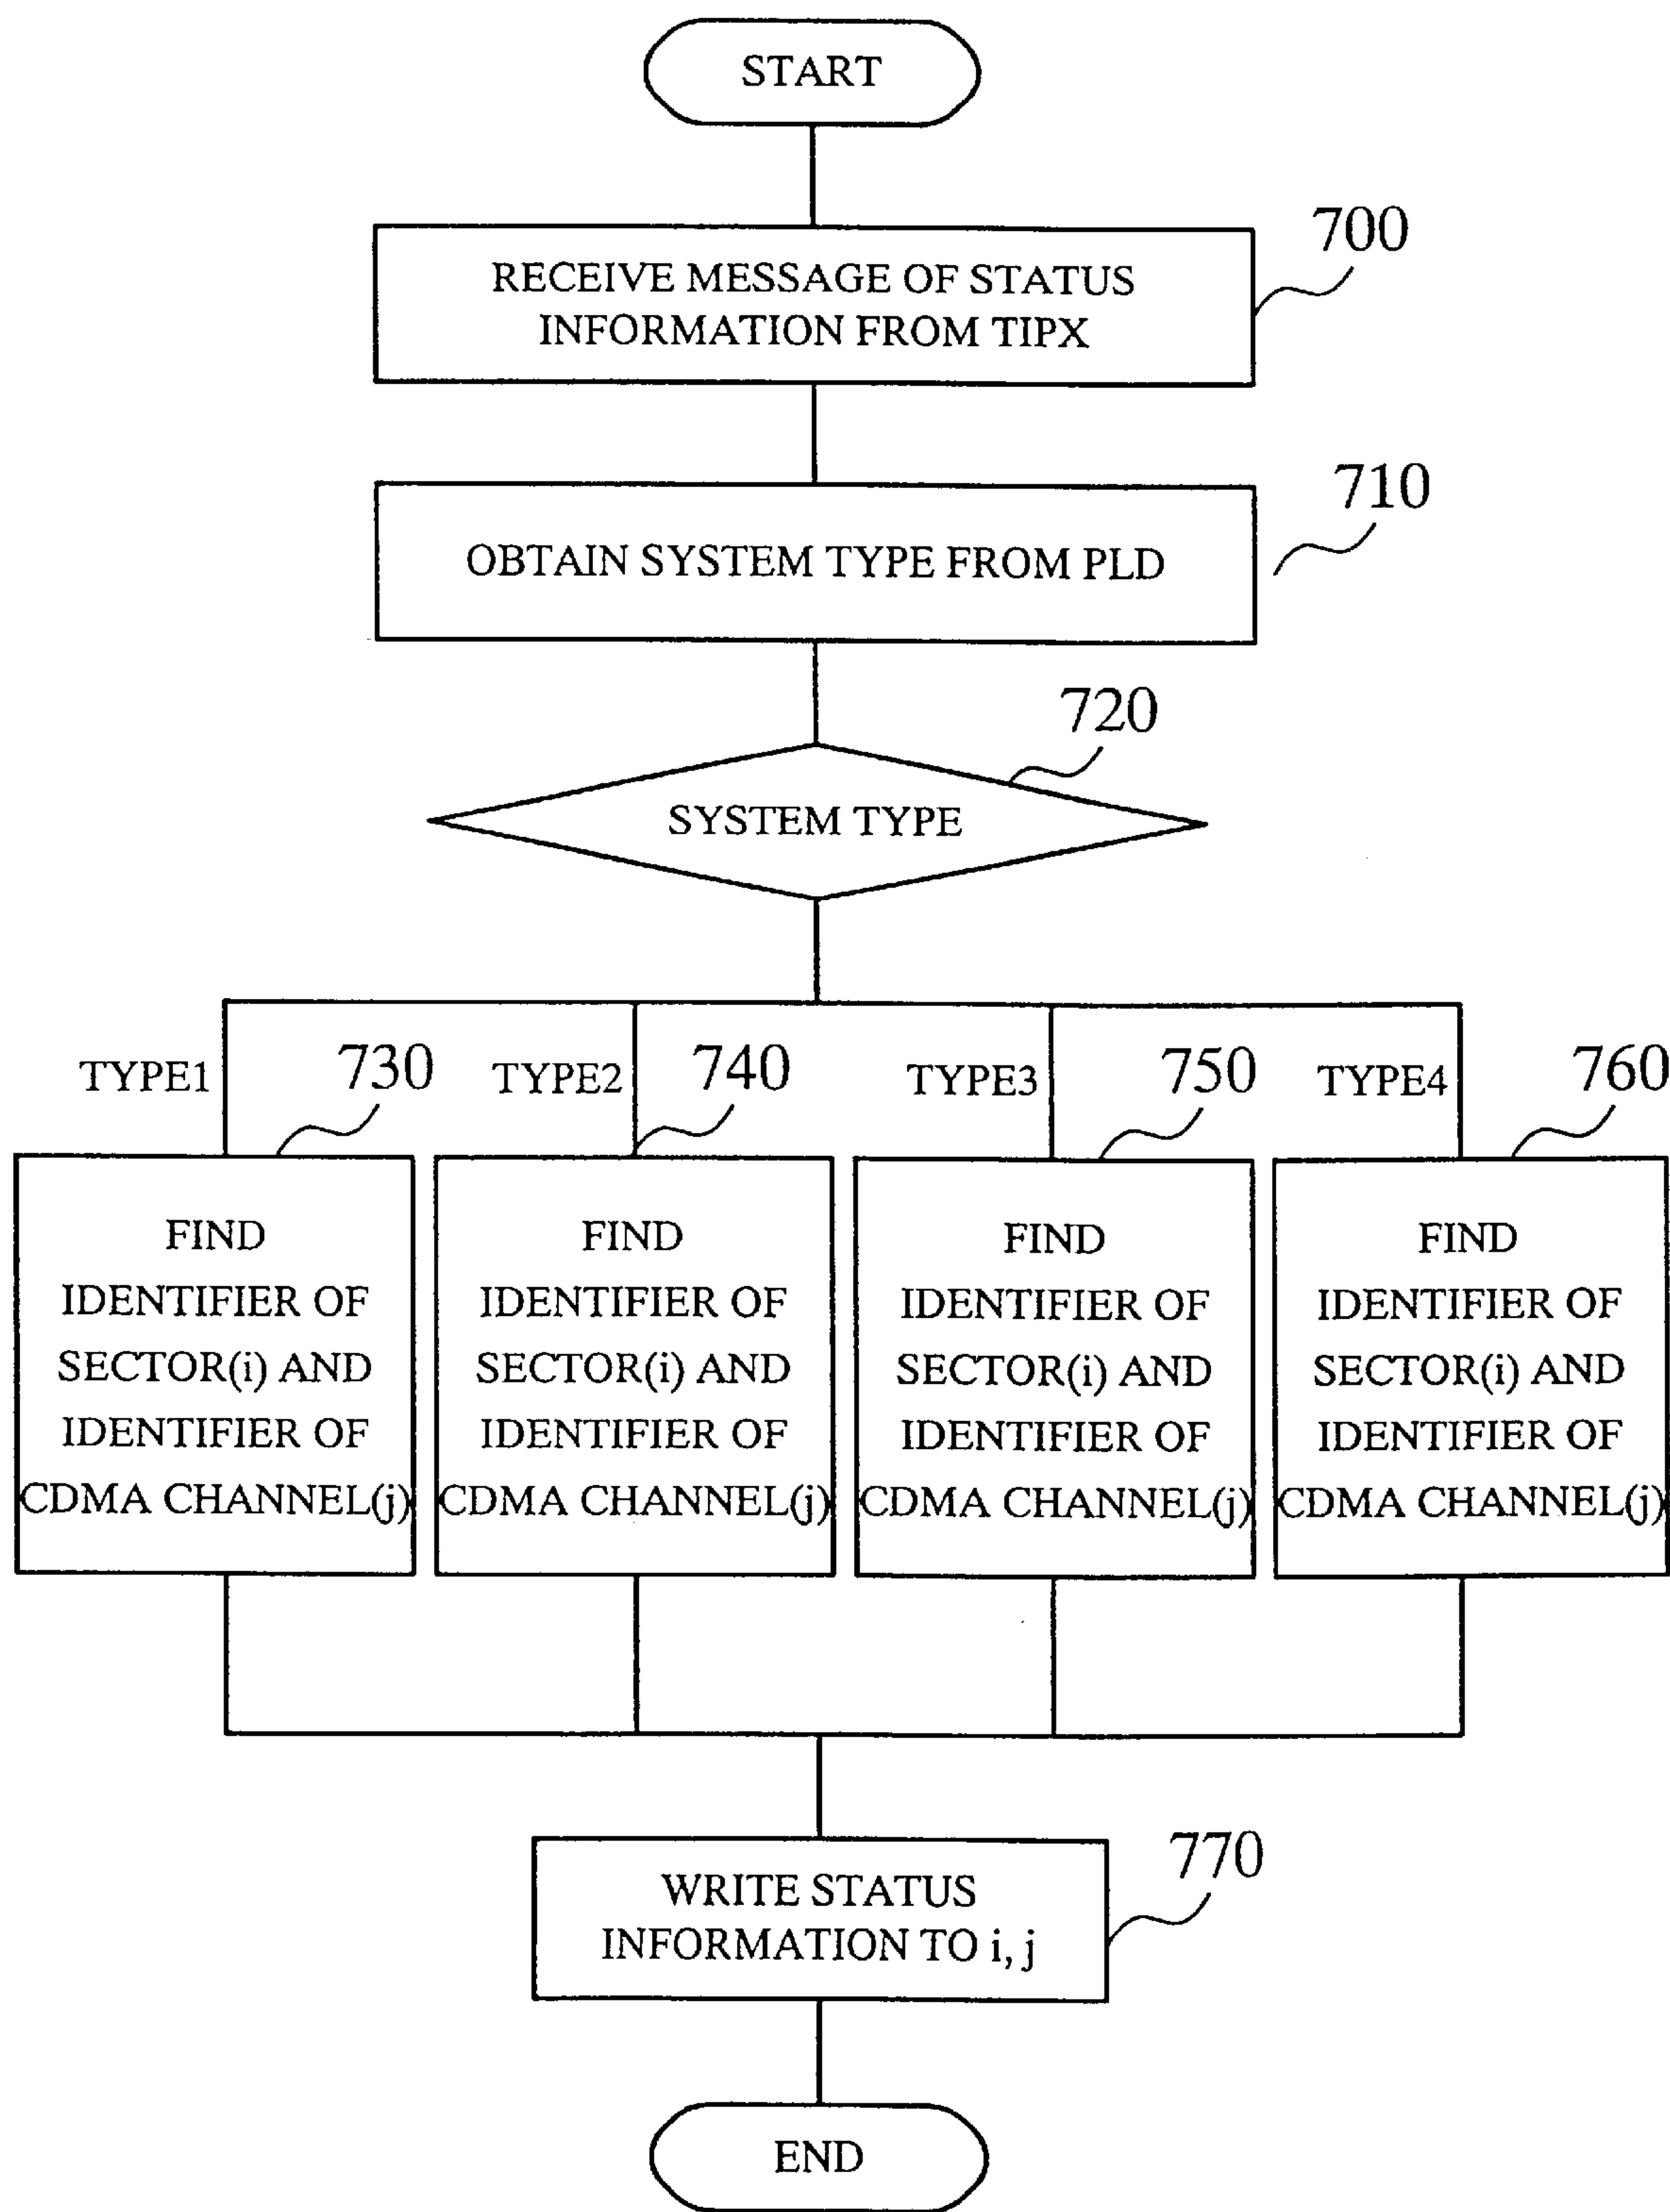 START
700
RECEIVE MESSAGE OF STATUS
INFORMATION FROM TIPX
710
OBTAIN SYSTEM TYPE FROM PLD
720
SYSTEM TYPE
TYPE1
730
TYPE2
740
TYPE3
750
TYPE4
760
FIND
IDENTIFIER OF
SECTOR(i) AND
IDENTIFIER OF
CDMA CHANNEL(j)
FIND
IDENTIFIER OF
SECTOR(i) AND
IDENTIFIER OF
CDMA CHANNEL(j)
FIND
IDENTIFIER OF
SECTOR(i) AND
IDENTIFIER OF
CDMA CHANNEL(j)
FIND
IDENTIFIER OF
SECTOR(i) AND
IDENTIFIER OF
CDMA CHANNEL(j)
770
WRITE STATUS
INFORMATION TO i, j
END